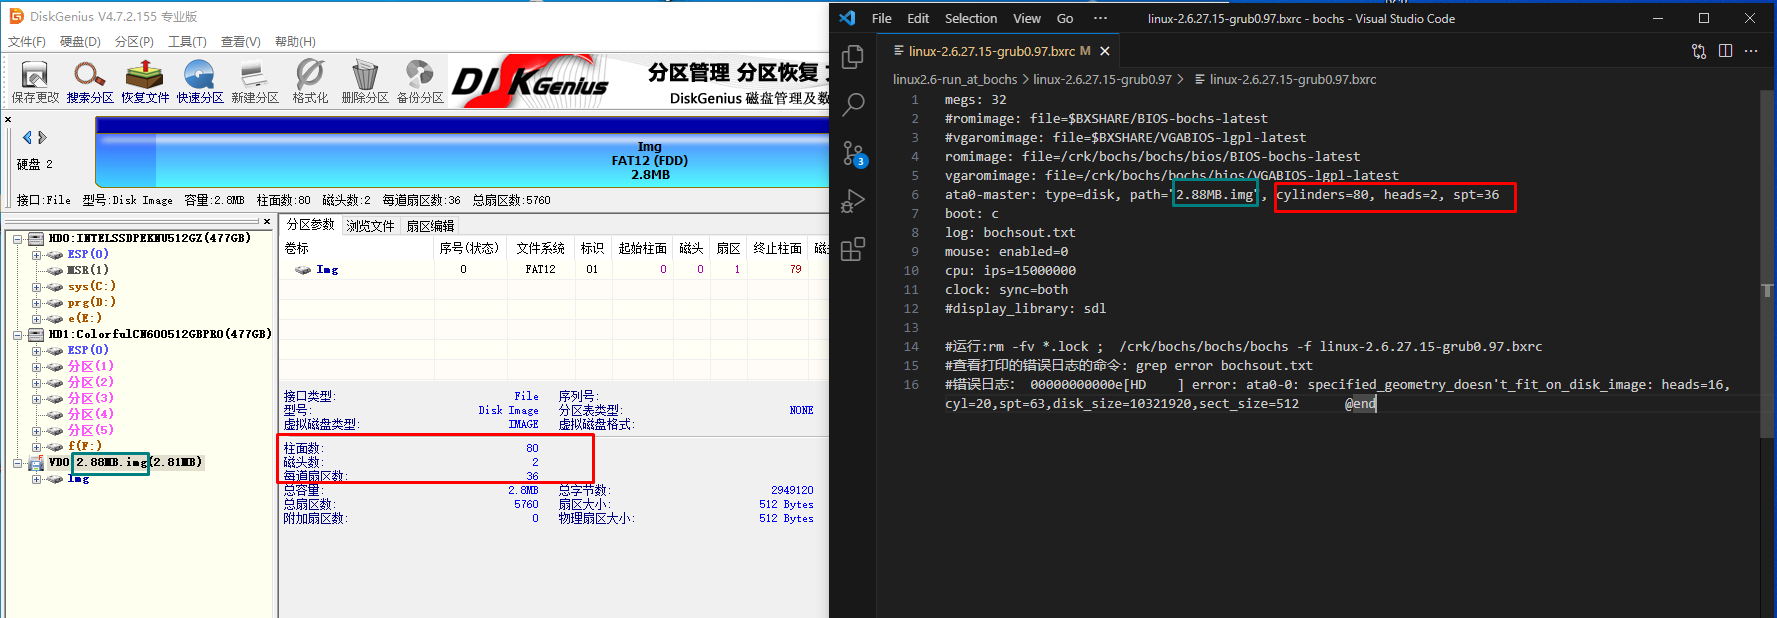 DiskGenius V4.7.2.155 专业版
文件(F) 硬盘(D) 分区(P) 工具(T) 查看(V) 帮助(H)
保存更改 搜索分区 恢复文件 快速分区 新建分区 格式化 删除分区 备份分区
DISKGENIUS
分区管理 分区恢复
DiskGenius 磁盘管理及数
硬盘 2
Img
FAT12 (FDD)
2.8MB
接口:File 型号:Disk Image 容量:2.8MB 柱面数:80 磁头数:2 每道扇区数:36 总扇区数:5760
HD0:INTELSSDPEKNU512GZ(477GB)
ESP(0)
MSR(1)
sys(C:)
prg(D:)
e(E:)
HD1:ColorfulCN600512GBPRO(477GB)
ESP(0)
分区(1)
分区(2)
分区(3)
分区(4)
分区(5)
f(F:)
VD0:2.88MB.img(2.81MB)
Img
分区参数 浏览文件 扇区编辑
卷标 序号(状态) 文件系统 标识 起始柱面 磁头 扇区 终止柱面
Img 0 FAT12 01 0 0 1 79
接口类型: File 序列号:
型号: Disk Image 分区表类型: NONE
虚拟磁盘类型: IMAGE 虚拟磁盘格式:
柱面数: 80
磁头数: 2
每道扇区数: 36
总容量: 2.8MB 总字节数: 2949120
总扇区数: 5760 扇区大小: 512 Bytes
附加扇区数: 0 物理扇区大小: 512 Bytes
File Edit Selection View Go ··· linux-2.6.27.15-grub0.97.bxrc - bochs - Visual Studio Code
linux-2.6.27.15-grub0.97.bxrc M
linux2.6-run_at_bochs > linux-2.6.27.15-grub0.97 > linux-2.6.27.15-grub0.97.bxrc
3
1 megs: 32
2 #romimage: file=$BXSHARE/BIOS-bochs-latest
3 #vgaromimage: file=$BXSHARE/VGABIOS-lgpl-latest
4 romimage: file=/crk/bochs/bochs/bios/BIOS-bochs-latest
5 vgaromimage: file=/crk/bochs/bochs/bios/VGABIOS-lgpl-latest
6 ata0-master: type=disk, path="2.88MB.img", cylinders=80, heads=2, spt=36
7 boot: c
8 log: bochsout.txt
9 mouse: enabled=0
10 cpu: ips=15000000
11 clock: sync=both
12 #display_library: sdl
13
14 #运行:rm -fv *.lock ; /crk/bochs/bochs/bochs -f linux-2.6.27.15-grub0.97.bxrc
15 #查看打印的错误日志的命令: grep error bochsout.txt
16 #错误日志: 00000000000e[HD    ] error: ata0-0: specified_geometry_doesn't_fit_on_disk_image: heads=16,
cyl=20,spt=63,disk_size=10321920,sect_size=512 @end